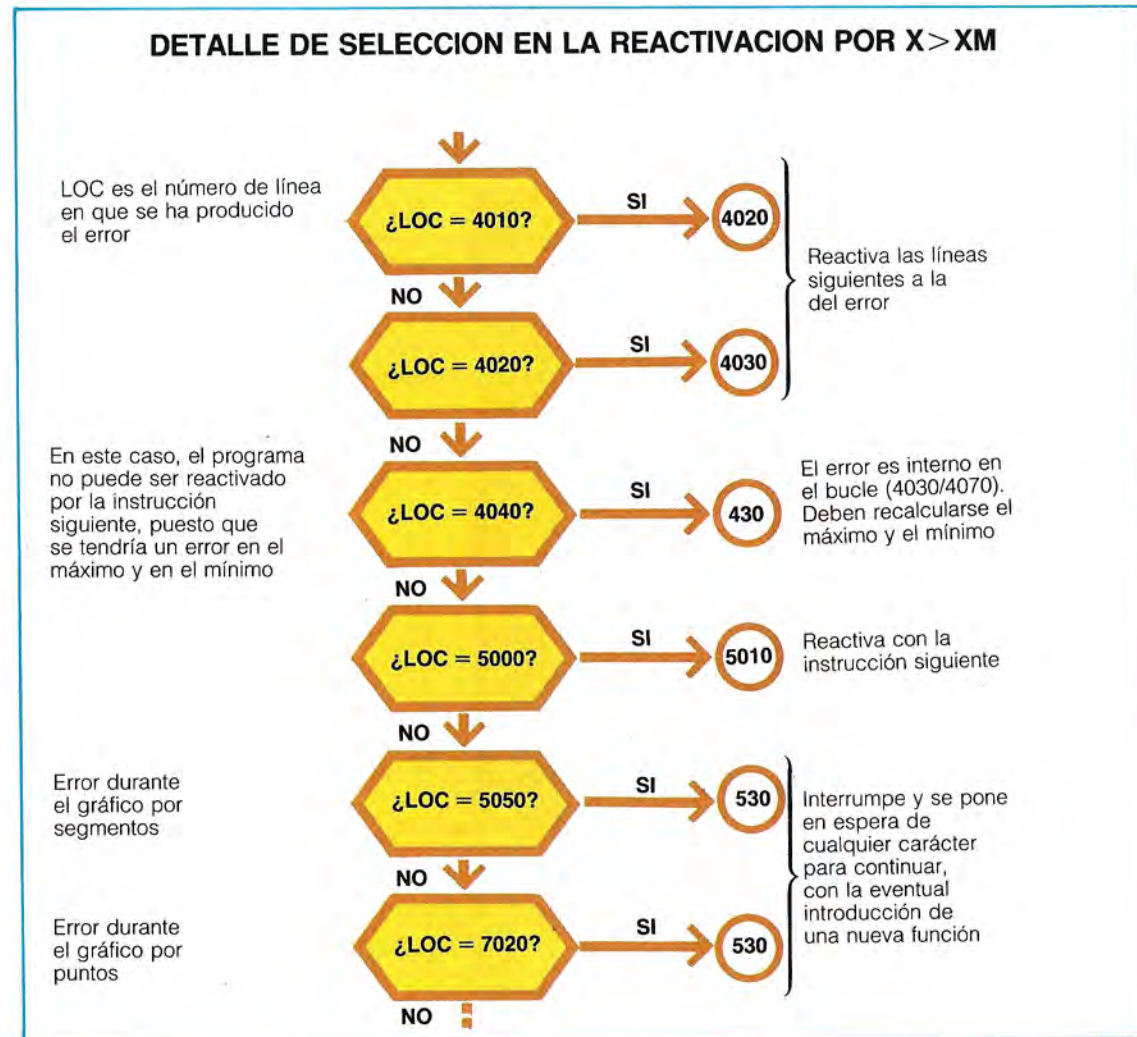 DETALLE DE SELECCION EN LA REACTIVACION POR X>XM
LOC es el número de línea
en que se ha producido
el error
¿LOC = 4010?
SI
4020
Reactiva las líneas
siguientes a la
del error
NO
¿LOC = 4020?
SI
4030
NO
En este caso, el programa
no puede ser reactivado
por la instrucción
siguiente, puesto que
se tendría un error en el
máximo y en el mínimo
¿LOC = 4040?
SI
430
El error es interno en
el bucle (4030/4070).
Deben recalcularse el
máximo y el mínimo
NO
¿LOC = 5000?
SI
5010
Reactiva con la
instrucción siguiente
NO
Error durante
el gráfico por
segmentos
¿LOC = 5050?
SI
530
Interrumpe y se pone
en espera de
cualquier carácter
para continuar,
con la eventual
introducción de
una nueva función
NO
Error durante
el gráfico por
puntos
¿LOC = 7020?
SI
530
NO